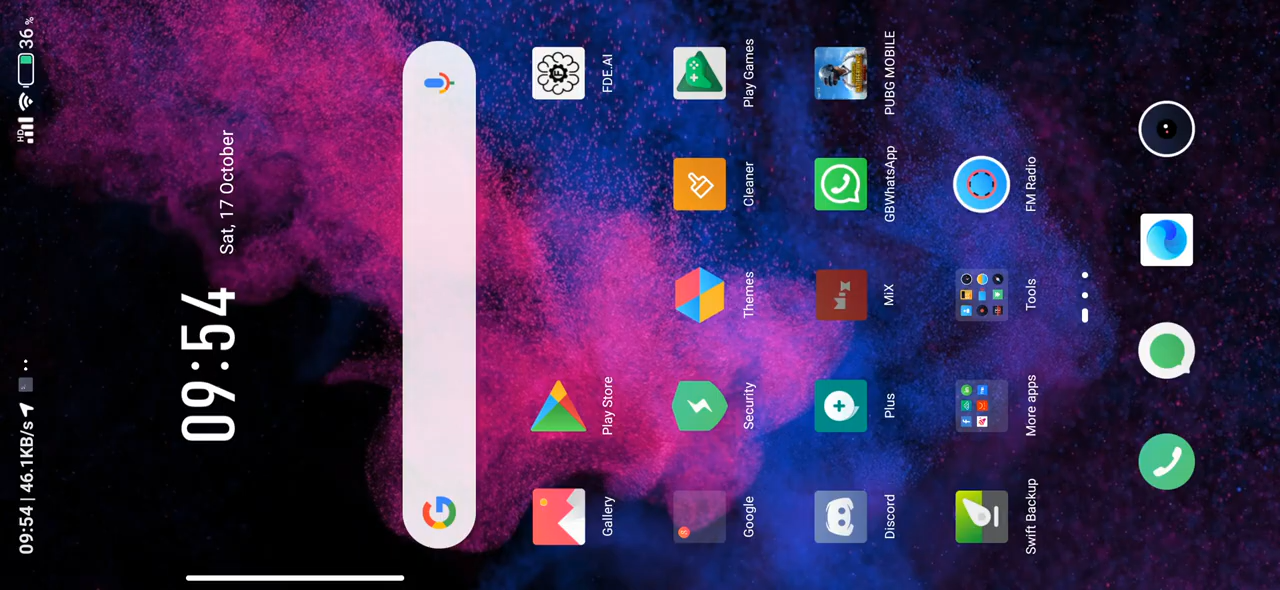 09:54 | 46.1KB/s
HD
36 %
09:54
Sat, 17 October
Gallery
Play Store
FDE.AI
Google
Security
Themes
Cleaner
Play Games
Discord
Plus
MiX
GBWhatsApp
PUBG MOBILE
Swift Backup
More apps
Tools
FM Radio